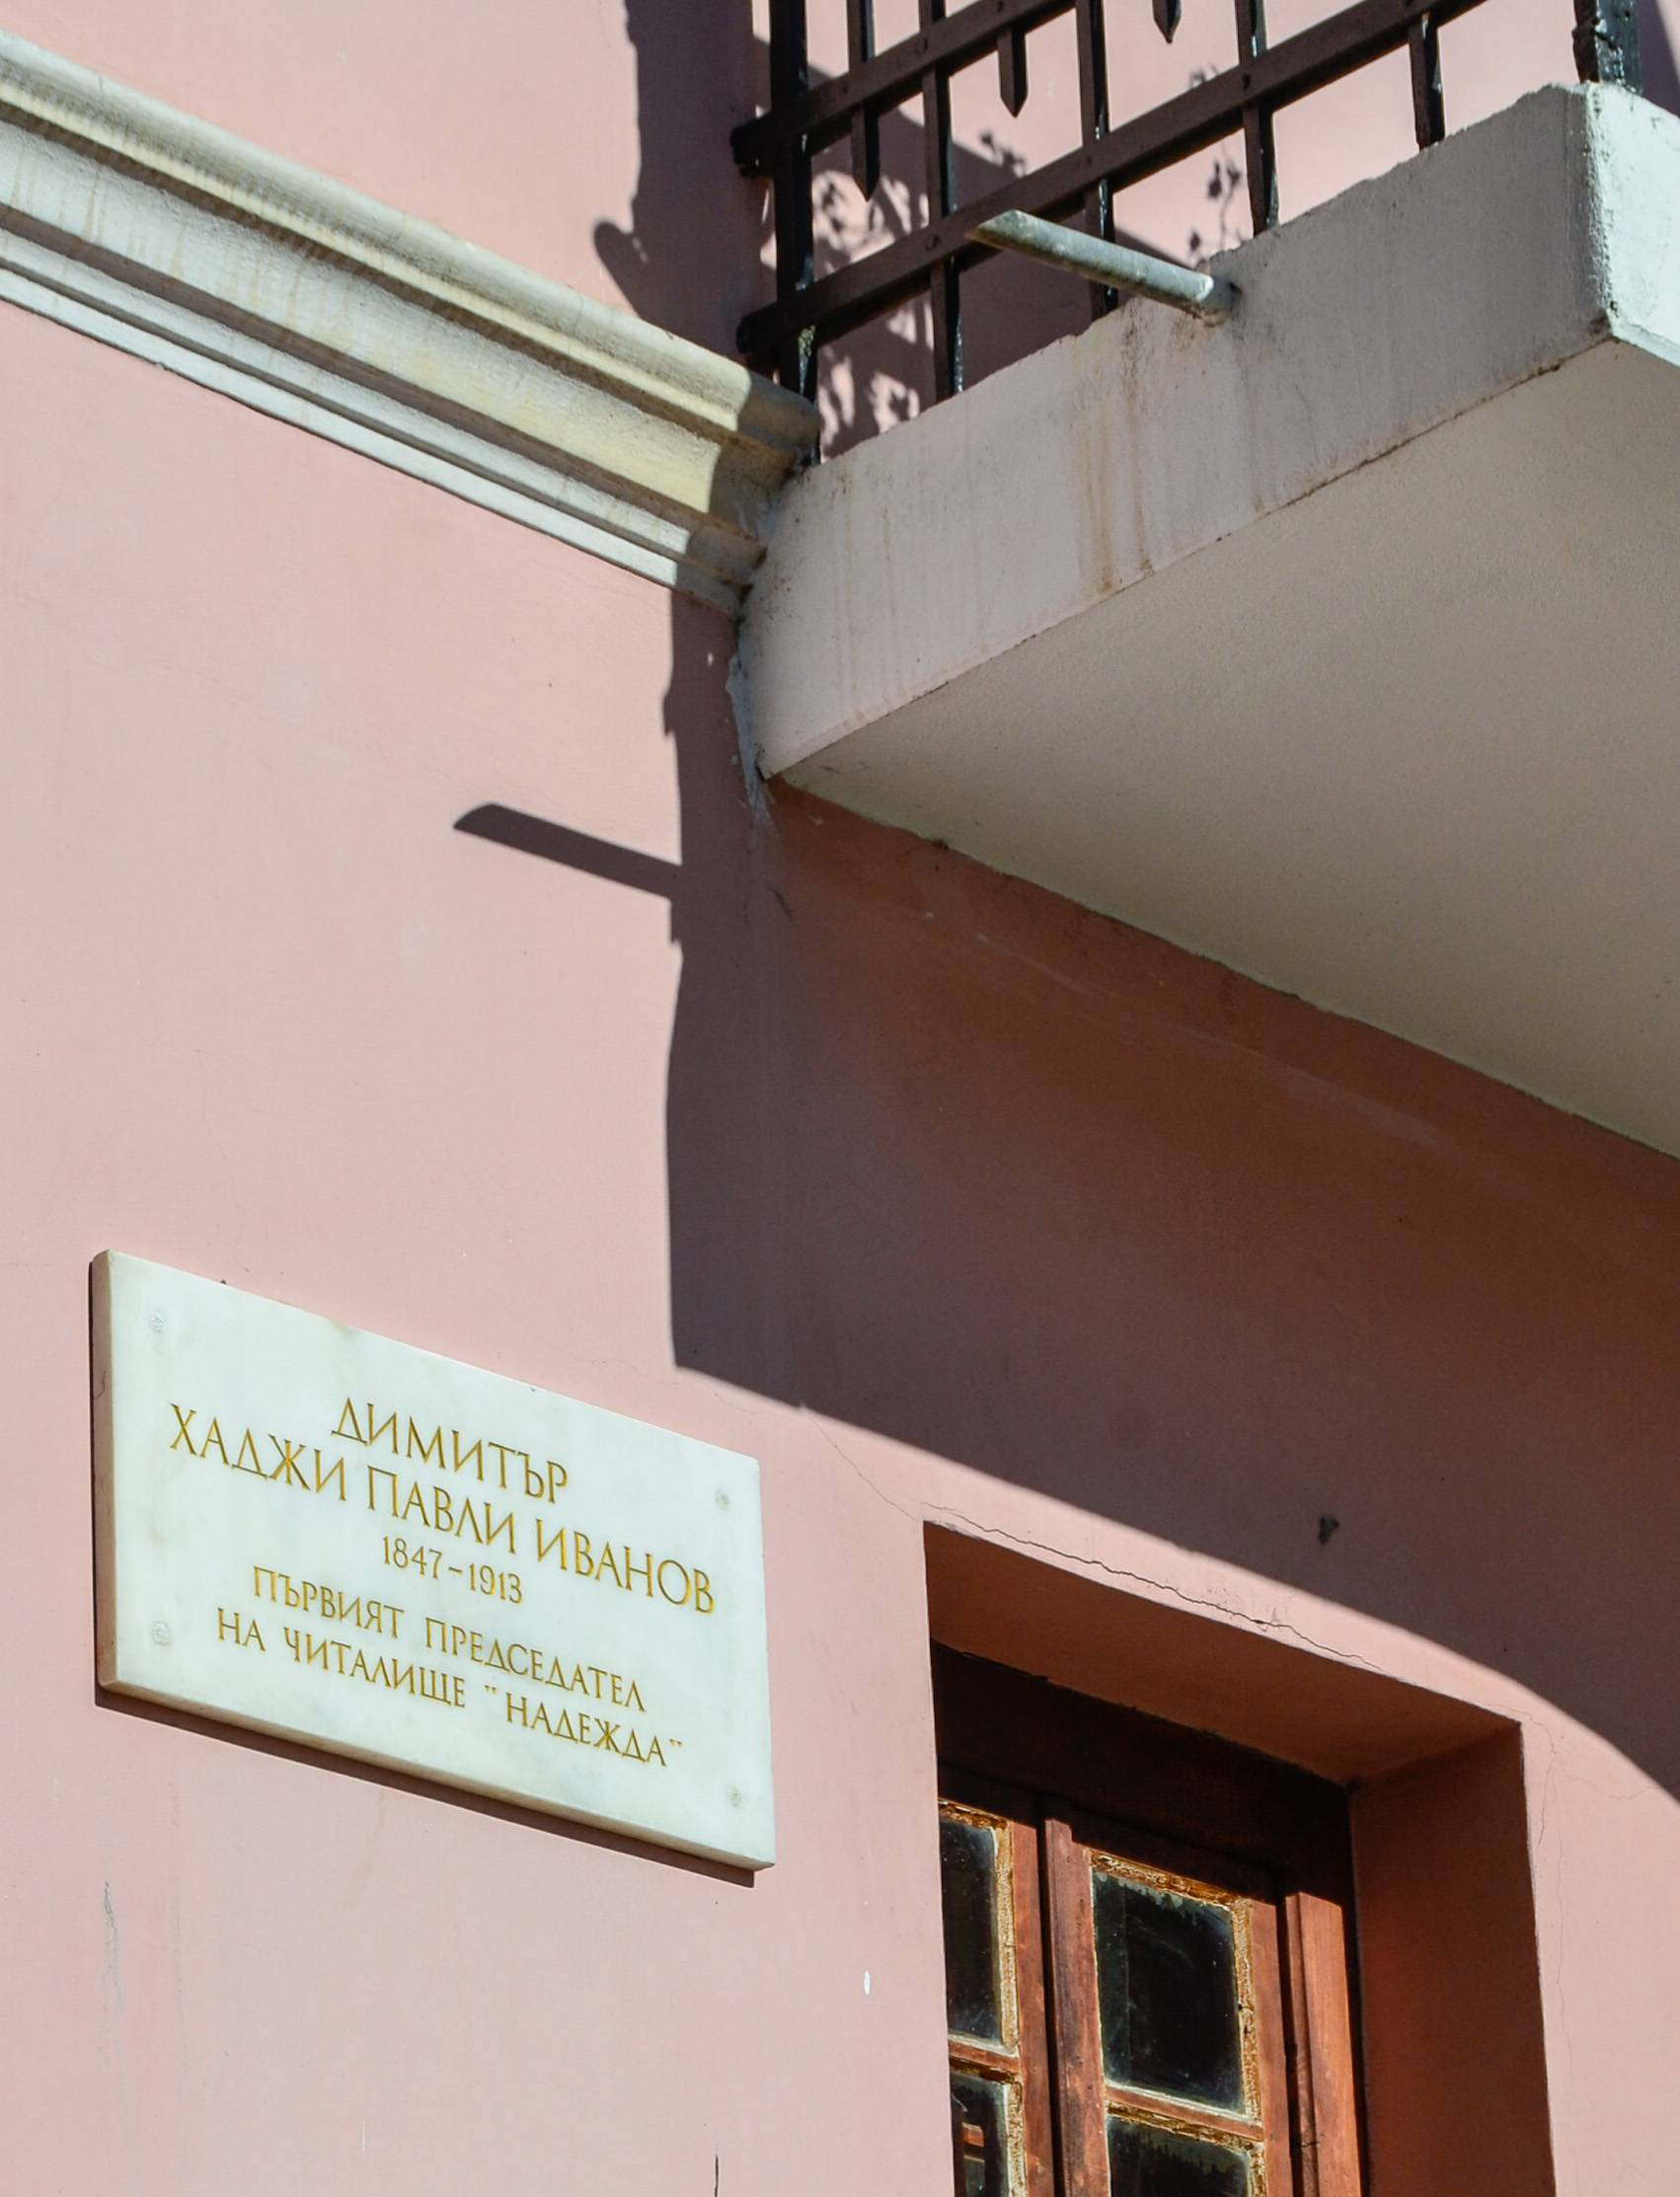 ДИМИТЪР
ХАДЖИ ПАВЛИ ИВАНОВ
1847-1913
ПЪРВИЯТ ПРЕДСЕДАТЕЛ
НА ЧИТАЛИЩЕ "НАДЕЖДА"